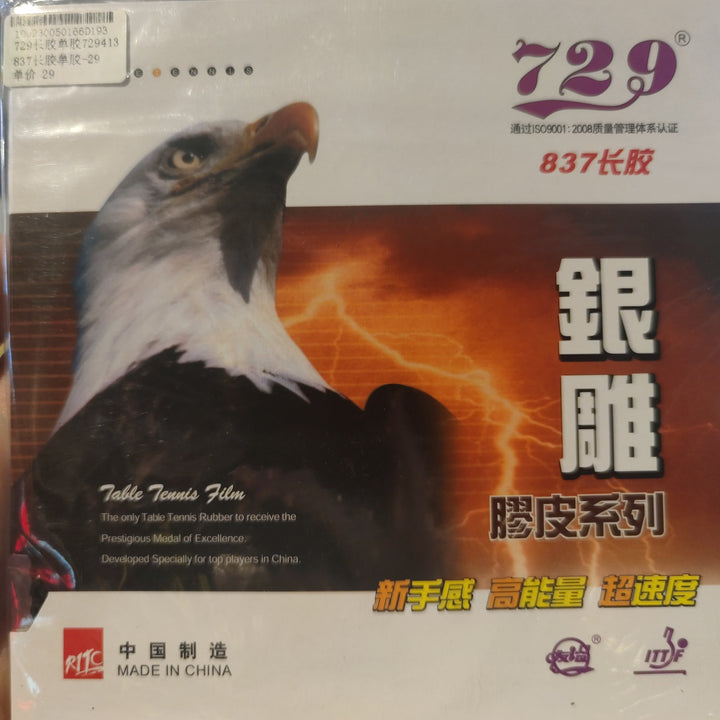 100230050166D193
729长胶单胶729413
837长胶单胶-29
单价 29
729®
通过ISO9001:2008质量管理体系认证
837长胶
銀雕
膠皮系列
Table Tennis Film
The only Table Tennis Rubber to receive the
Prestigious Medal of Excellence.
Developed Specially for top players in China.
新手感 高能量 超速度
RITC
中国制造
MADE IN CHINA
友谊®
ITTF